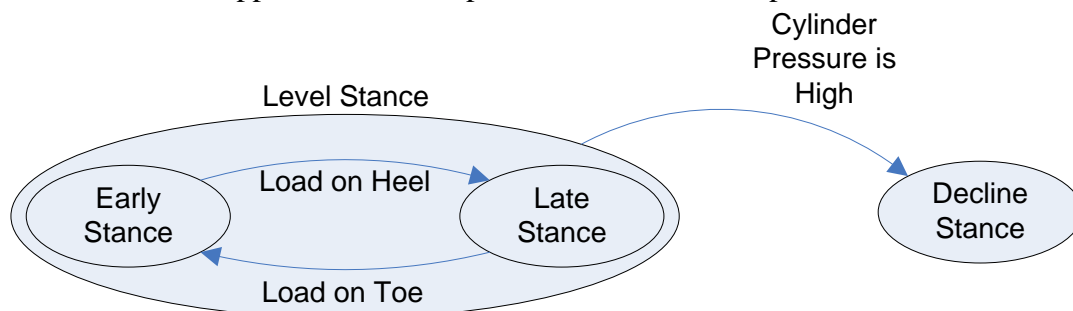 Cylinder
Pressure is
High
Level Stance
Early
Stance
Load on Heel
Late
Stance
Decline
Stance
Load on Toe